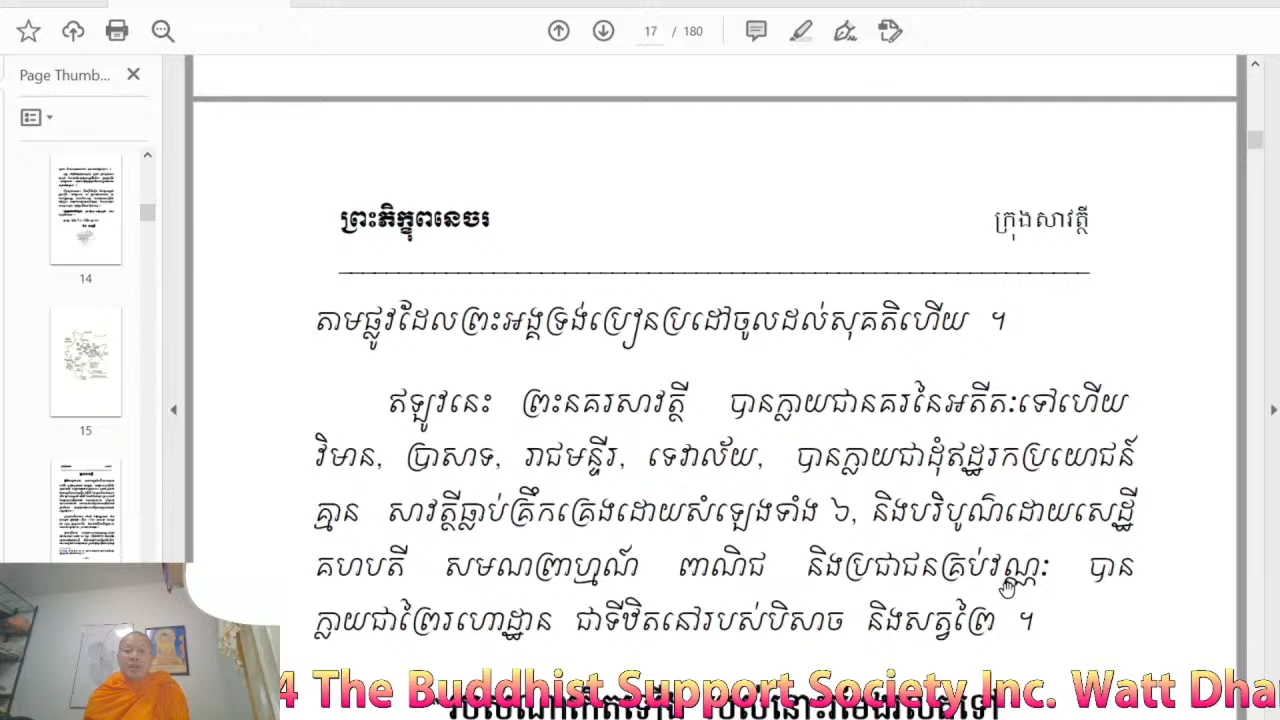 17 / 180
Page Thumb...
14
15
ព្រះភិក្ខុពនេចរ ក្រុងសាវត្ថី
តាមផ្លូវដែលព្រះអង្គទ្រង់ប្រៀនប្រដៅចូលដល់សុគតិហើយ ។
ឥឡូវនេះ ព្រះនគរសាវត្ថី បានក្លាយជានគរនៃអតីតៈទៅហើយ
វិមាន, ប្រាសាទ, រាជមន្ទីរ, ទេវាល័យ, បានក្លាយជាដុំឥដ្ឋរកប្រយោជន៍
គ្មាន សាវត្ថីធ្លាប់គ្រឹកគ្រេងដោយសំឡេងទាំង ៦, និងបរិបូណ៌ដោយសេដ្ឋី
គហបតី សមណព្រាហ្មណ៍ ពាណិជ និងប្រជាជនគ្រប់វណ្ណៈ បាន
ក្លាយជាព្រៃរហោដ្ឋាន ជាទីឋិតនៅរបស់បិសាច និងសត្វព្រៃ ។
4 The Buddhist Support Society Inc. Watt Dha